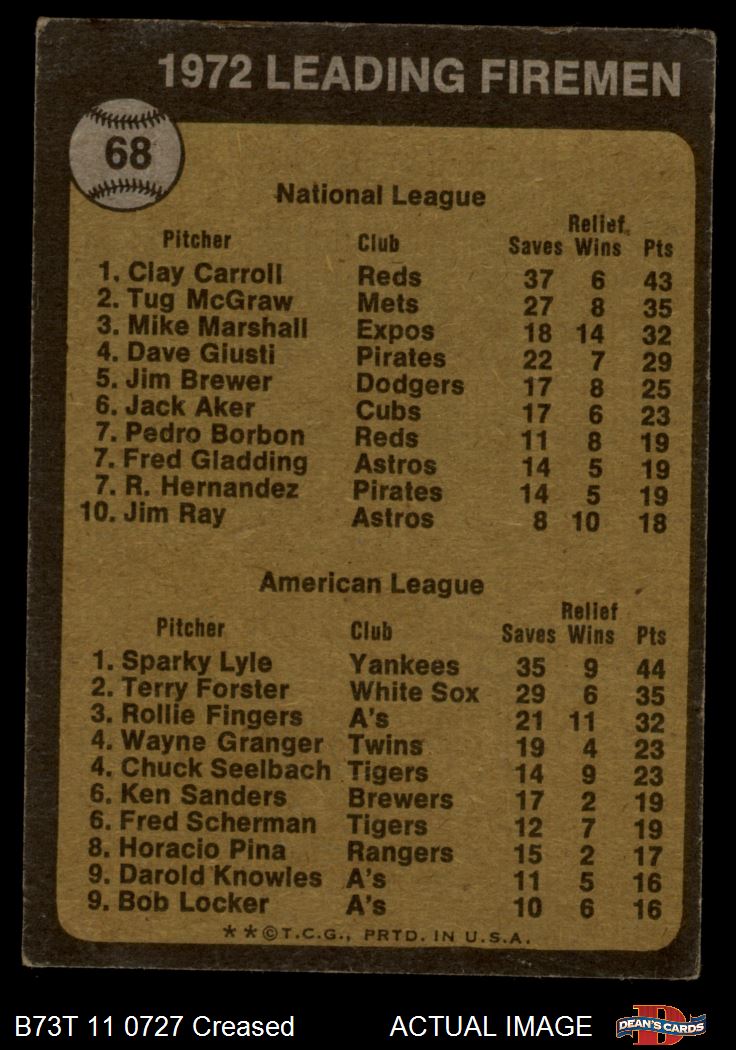 1972 LEADING FIREMEN
68
National League
Pitcher Club Saves Relief Wins Pts
1. Clay Carroll Reds 37 6 43
2. Tug McGraw Mets 27 8 35
3. Mike Marshall Expos 18 14 32
4. Dave Giusti Pirates 22 7 29
5. Jim Brewer Dodgers 17 8 25
6. Jack Aker Cubs 17 6 23
7. Pedro Borbon Reds 11 8 19
7. Fred Gladding Astros 14 5 19
7. R. Hernandez Pirates 14 5 19
10. Jim Ray Astros 8 10 18
American League
Pitcher Club Saves Relief Wins Pts
1. Sparky Lyle Yankees 35 9 44
2. Terry Forster White Sox 29 6 35
3. Rollie Fingers A's 21 11 32
4. Wayne Granger Twins 19 4 23
4. Chuck Seelbach Tigers 14 9 23
6. Ken Sanders Brewers 17 2 19
6. Fred Scherman Tigers 12 7 19
8. Horacio Pina Rangers 15 2 17
9. Darold Knowles A's 11 5 16
9. Bob Locker A's 10 6 16
**©T.C.G., PRTD. IN U.S.A.
B73T 11 0727 Creased ACTUAL IMAGE DEAN'S CARDS